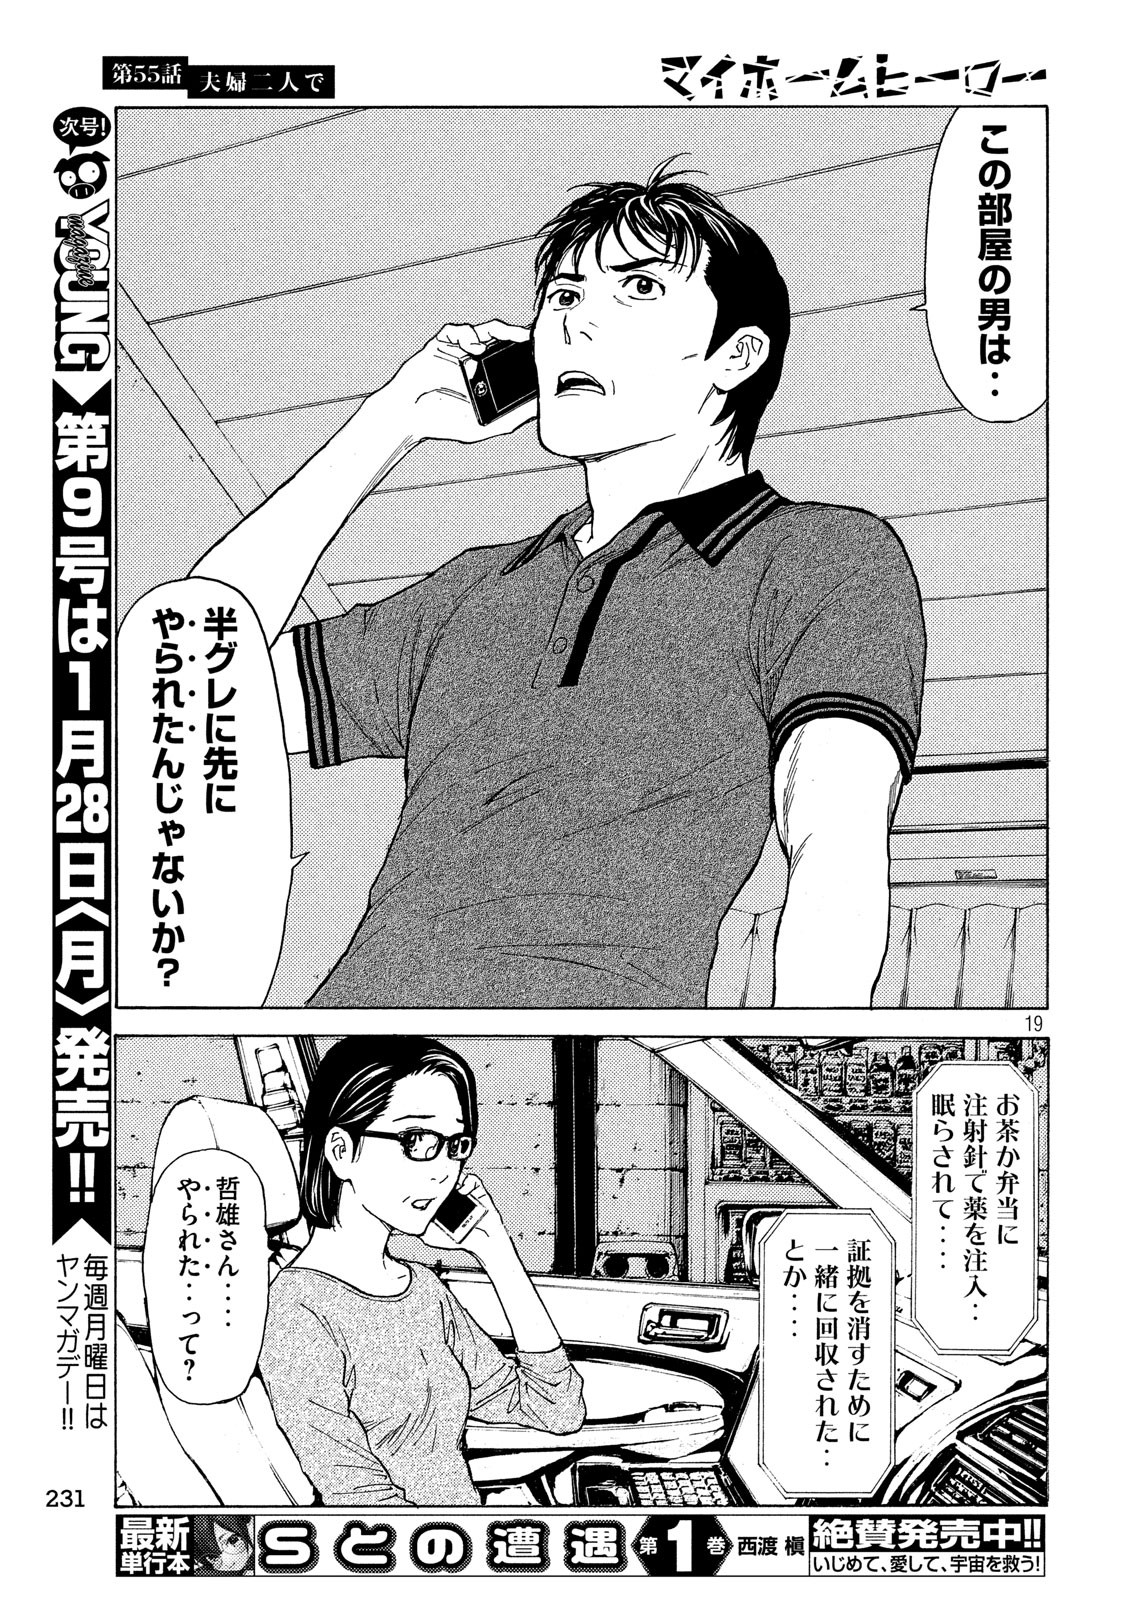 マイホームヒーロー
第55話
夫婦二人で
この部屋の男は‥
半グレに先に
やられたんじゃないか?
19
お茶か弁当に
注射針で薬を注入‥
眠らされて‥‥
証拠を消すために
一緒に回収された‥
とか‥‥
哲雄さん‥‥
やられた‥って?
次号!
YOUNG
magazine
第9号は1月28日〈月〉発売!!
毎週月曜日は
ヤンマガデー!!
231
最新
単行本
Sとの遭遇
第1巻
西渡 槇
絶賛発売中!!
いじめて、愛して、宇宙を救う!